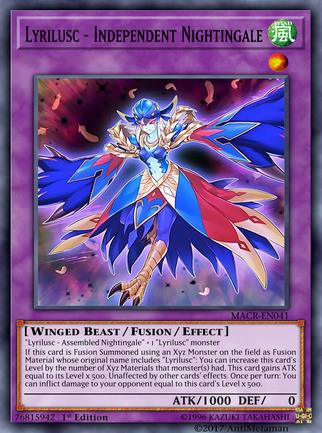 Lyrilusc - Independent Nightingale
WIND
風
MACR-EN041
[Winged Beast / Fusion / Effect]
"Lyrilusc - Assembled Nightingale" + 1 "Lyrilusc" monster
If this card is Fusion Summoned using an Xyz Monster on the field as Fusion
Material whose original name includes "Lyrilusc": You can increase this card's
Level by the number of Xyz Materials that monster(s) had. This card gains ATK
equal to its Level x 500. Unaffected by other cards' effects. Once per turn: You
can inflict damage to your opponent equal to this card's Level x 500.
ATK/1000 DEF/ 0
76815942 1st Edition ©1996 KAZUKI TAKAHASHI
©2017 AntiMetaman